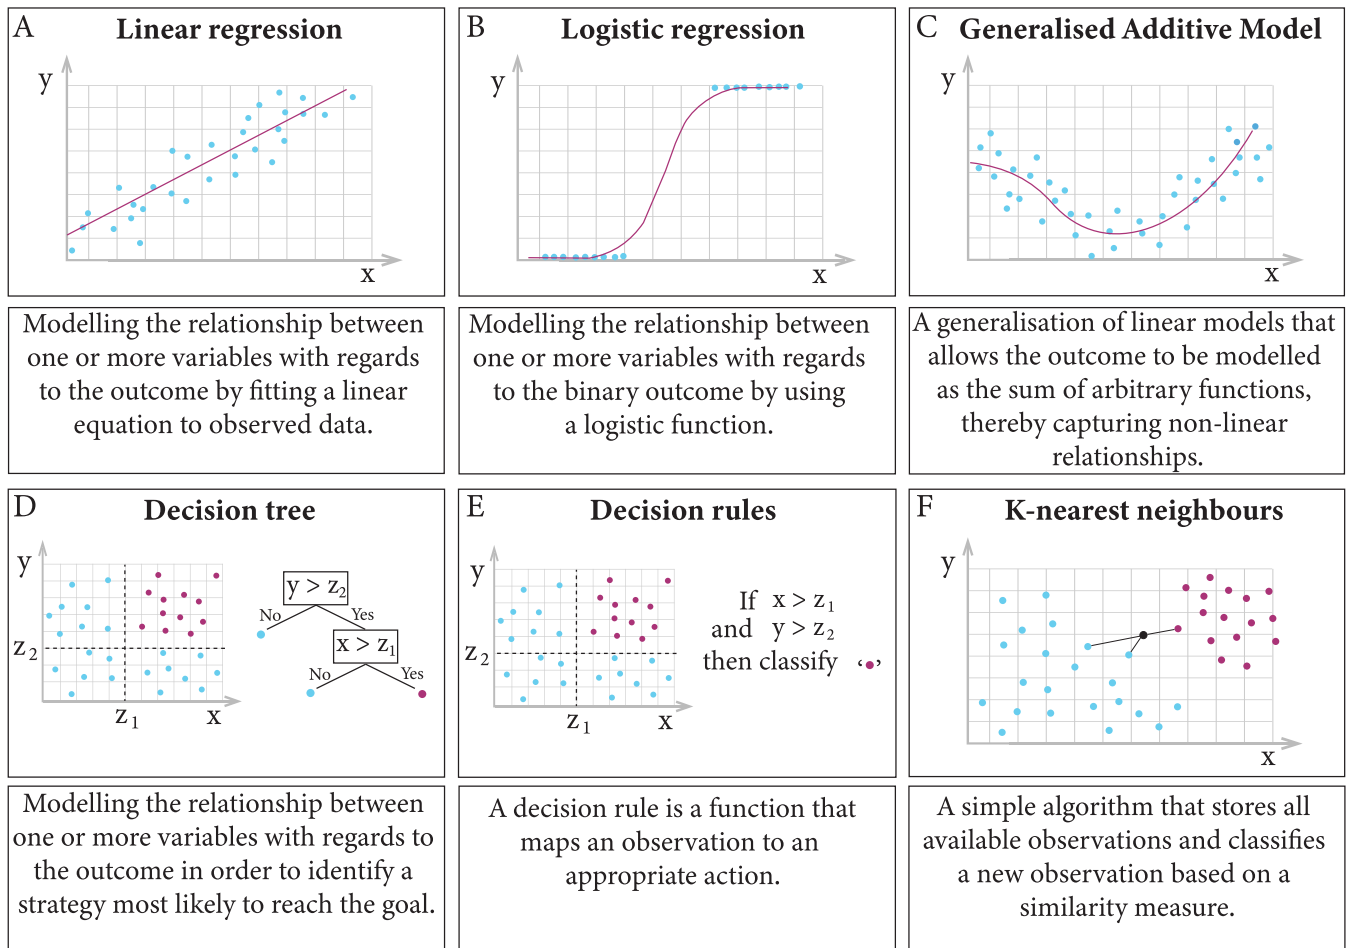 A Linear regression
y
x
Modelling the relationship between
one or more variables with regards
to the outcome by fitting a linear
equation to observed data.
B Logistic regression
y
x
Modelling the relationship between
one or more variables with regards
to the binary outcome by using
a logistic function.
C Generalised Additive Model
y
x
A generalisation of linear models that
allows the outcome to be modelled
as the sum of arbitrary functions,
thereby capturing non-linear
relationships.
D Decision tree
y
z2
z1
x
y > z2
No Yes
x > z1
No Yes
Modelling the relationship between
one or more variables with regards to
the outcome in order to identify a
strategy most likely to reach the goal.
E Decision rules
y
z2
z1
x
If x > z1
and y > z2
then classify ‘ ’
A decision rule is a function that
maps an observation to an
appropriate action.
F K-nearest neighbours
y
x
A simple algorithm that stores all
available observations and classifies
a new observation based on a
similarity measure.